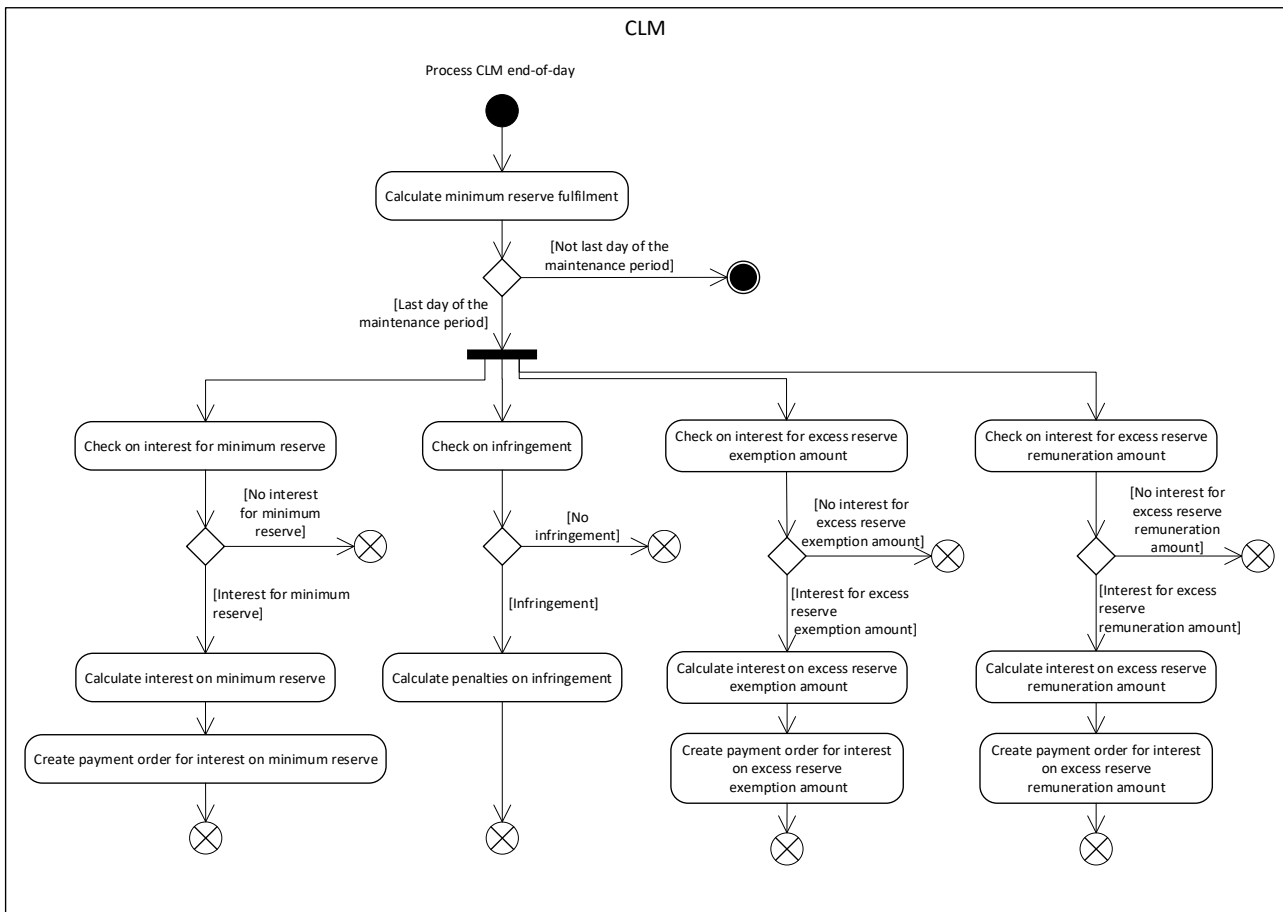 CLM
Process CLM end-of-day
Calculate minimum reserve fulfilment
[Not last day of the
maintenance period]
[Last day of the
maintenance period]
Check on interest for minimum reserve
Check on infringement
Check on interest for excess reserve
exemption amount
Check on interest for excess reserve
remuneration amount
[No interest
for minimum
reserve]
[No
infringement]
[No interest for
excess reserve
exemption amount]
[No interest for
excess reserve
remuneration
amount]
[Interest for minimum
reserve]
[Infringement]
[Interest for excess
reserve
exemption amount]
[Interest for excess
reserve
remuneration amount]
Calculate interest on minimum reserve
Calculate penalties on infringement
Calculate interest on excess reserve
exemption amount
Calculate interest on excess reserve
remuneration amount
Create payment order for interest on minimum reserve
Create payment order for interest
on excess reserve
exemption amount
Create payment order for interest
on excess reserve
remuneration amount